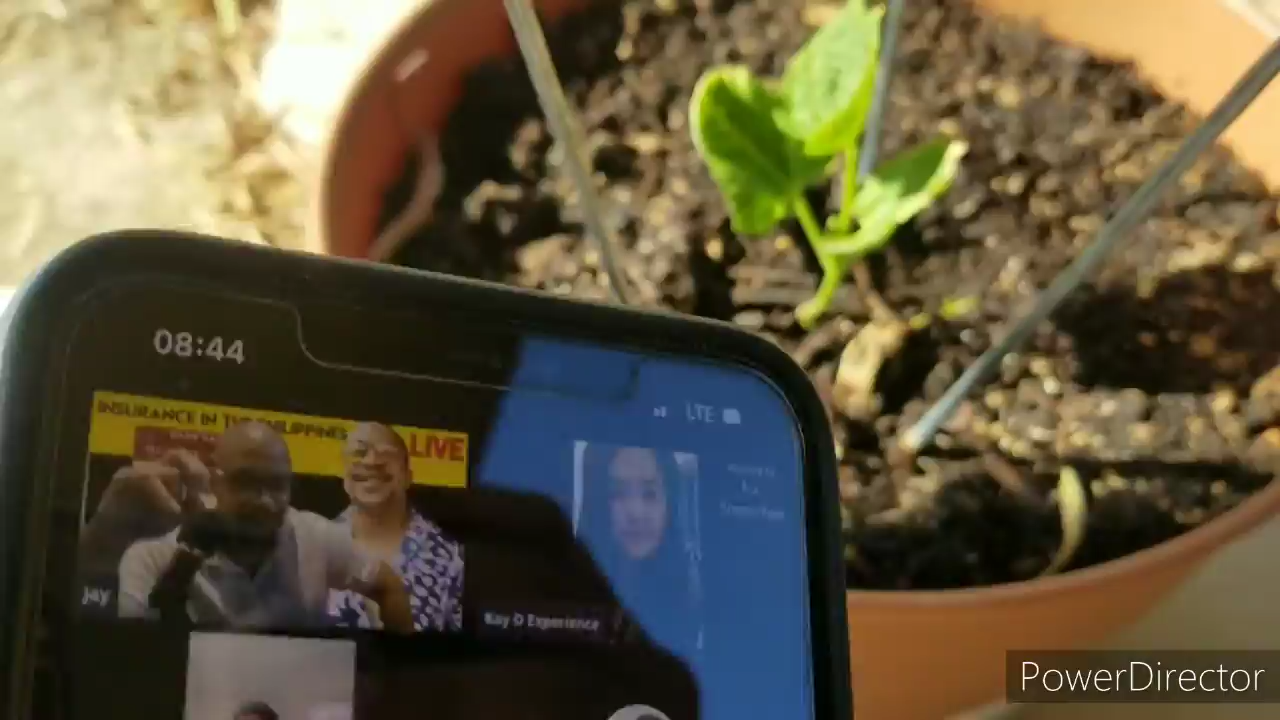 08:44
LTE
INSURANCE IN THE PHILIPPINES
LIVE
jay
Kay O Experience
PowerDirector